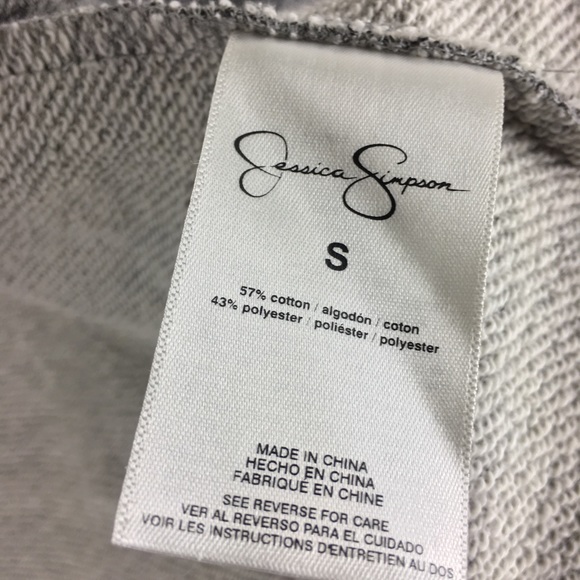 Jessica Simpson
S
57% cotton / algodón / coton
43% polyester / poliéster / polyester
MADE IN CHINA
HECHO EN CHINA
FABRIQUÉ EN CHINE
SEE REVERSE FOR CARE
VER AL REVERSO PARA EL CUIDADO
VOIR LES INSTRUCTIONS D'ENTRETIEN AU DOS